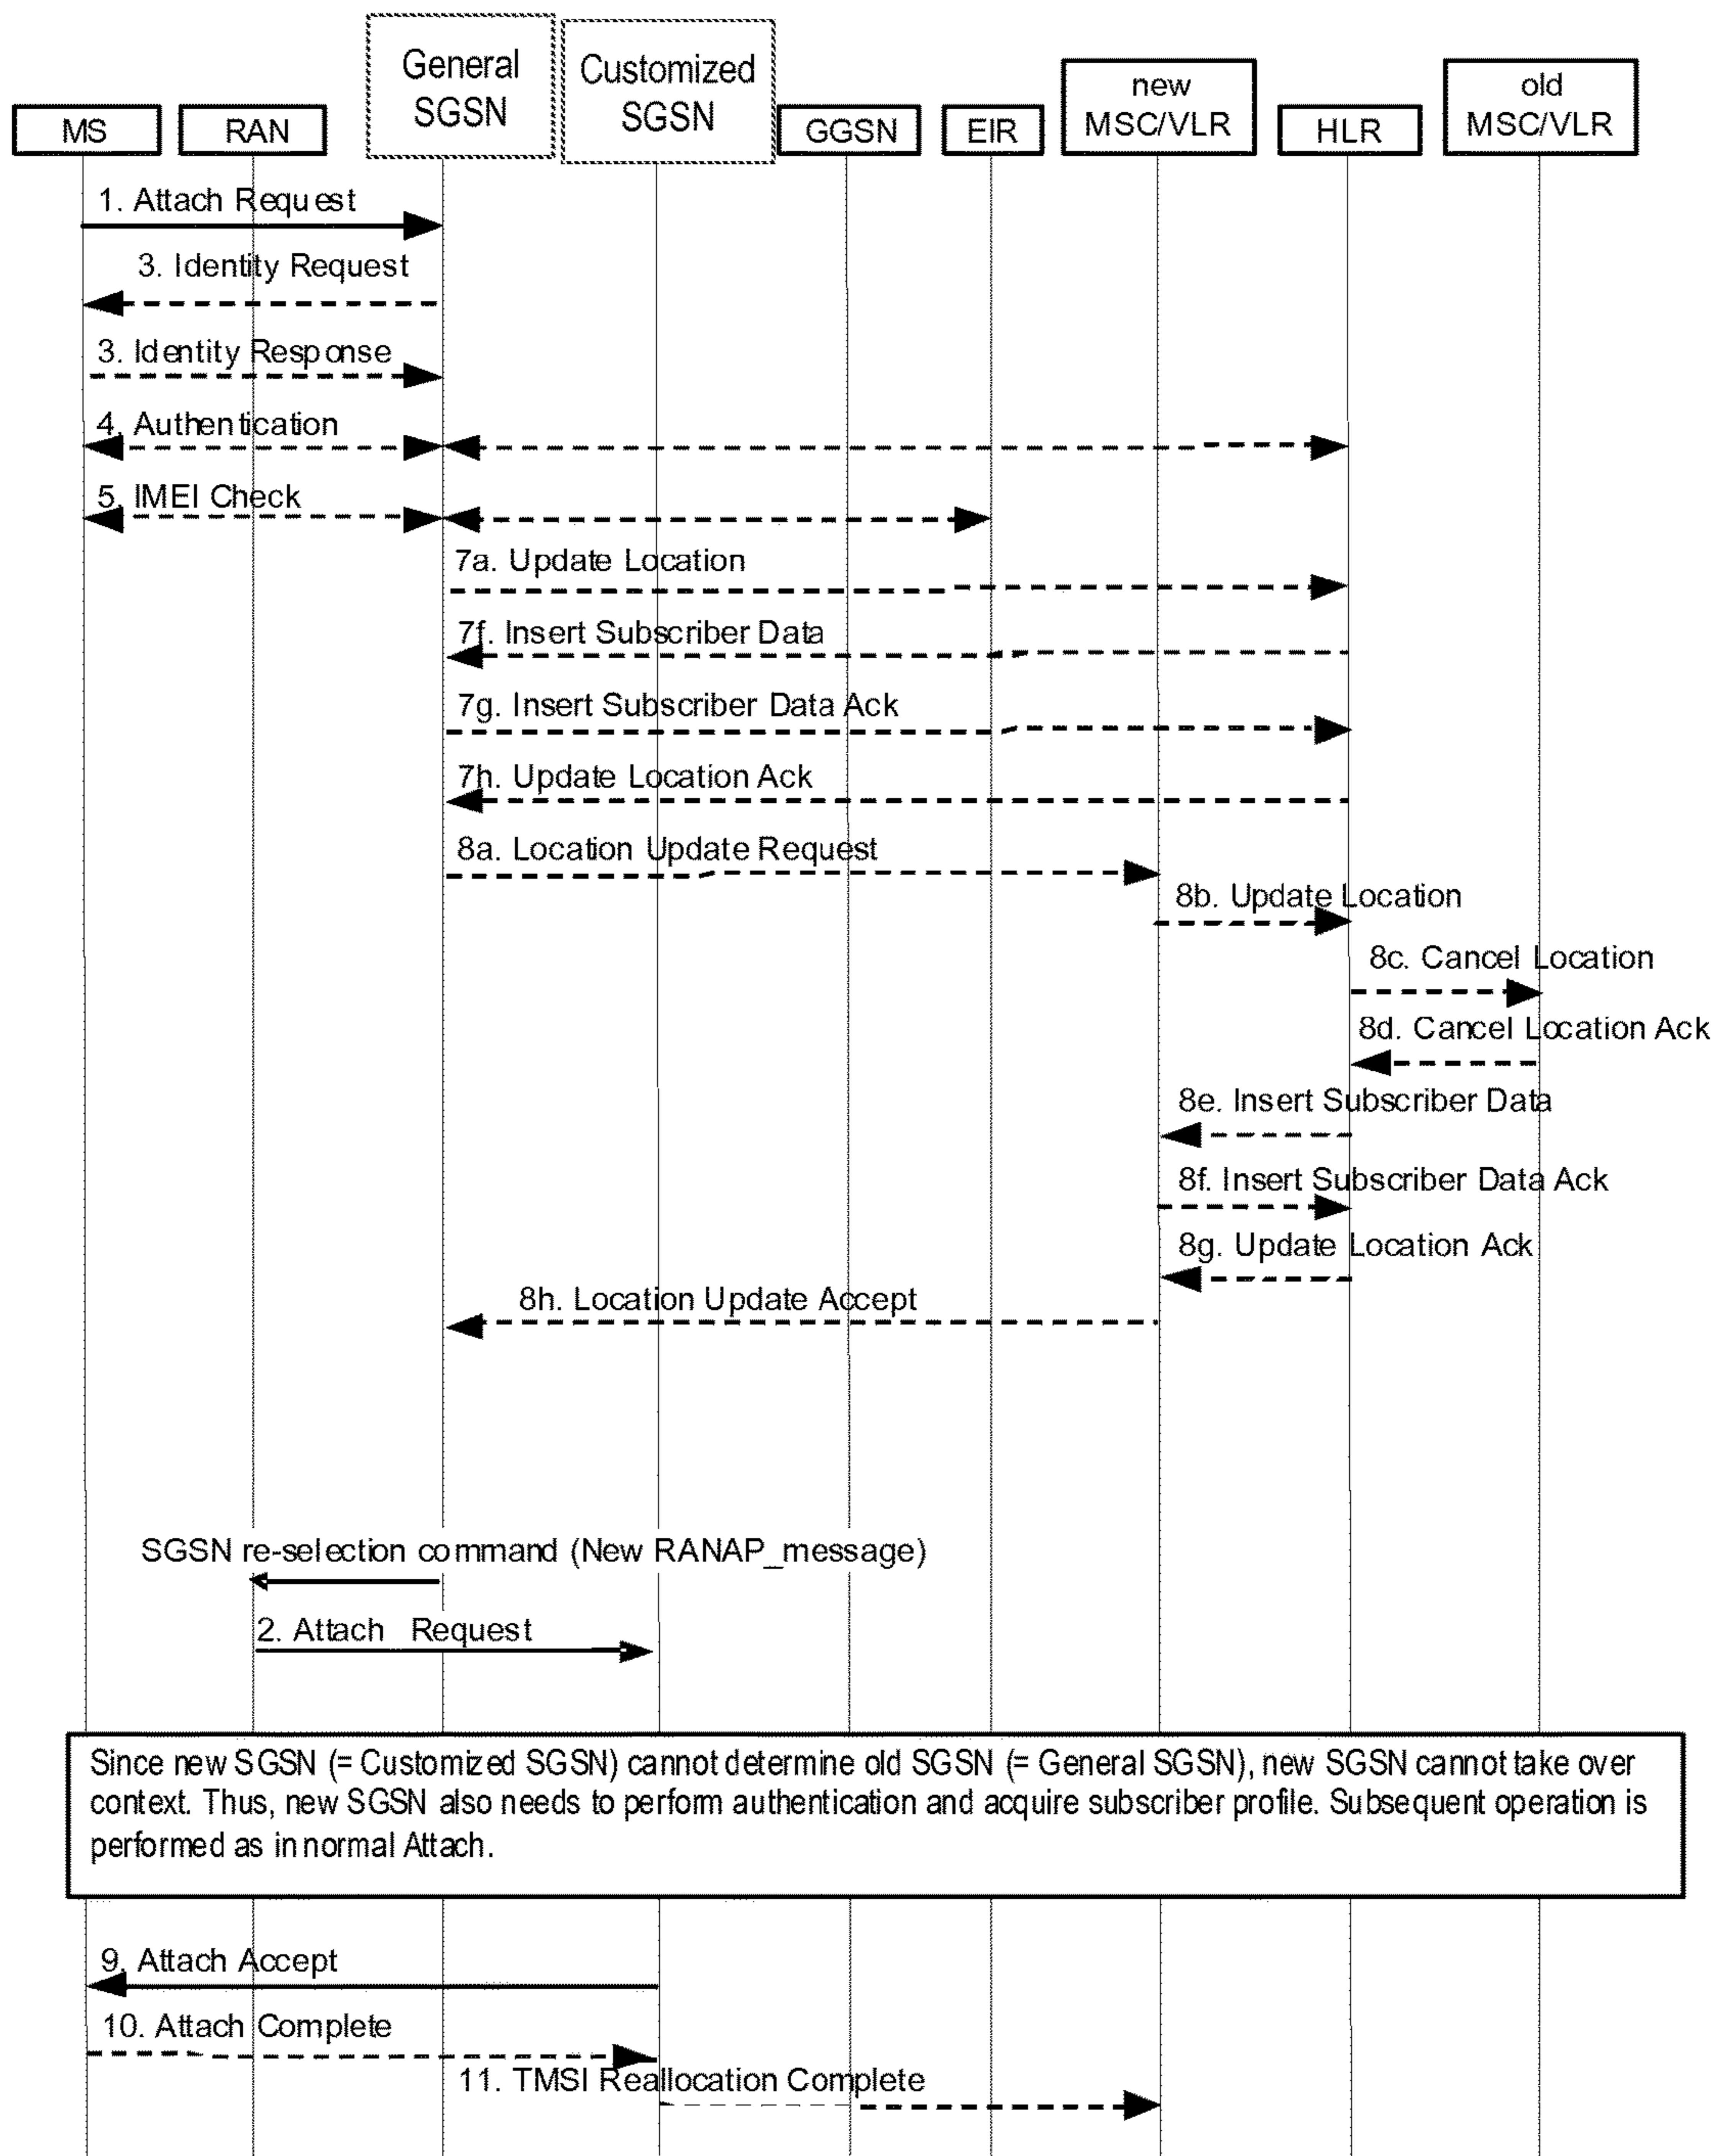 General
SGSN
Customized
SGSN
new
MSC/VLR
old
MSC/VLR
MS
RAN
GGSN
EIR
HLR
1. Attach Request
3. Identity Request
3. Identity Response
4. Authentication
5. IMEI Check
7a. Update Location
7f. Insert Subscriber Data
7g. Insert Subscriber Data Ack
7h. Update Location Ack
8a. Location Update Request
8b. Update Location
8c. Cancel Location
8d. Cancel Location Ack
8e. Insert Subscriber Data
8f. Insert Subscriber Data Ack
8g. Update Location Ack
8h. Location Update Accept
SGSN re-selection command (New RANAP_message)
2. Attach Request
Since new SGSN (= Customized SGSN) cannot determine old SGSN (= General SGSN), new SGSN cannot take over
context. Thus, new SGSN also needs to perform authentication and acquire subscriber profile. Subsequent operation is
performed as in normal Attach.
9. Attach Accept
10. Attach Complete
11. TMSI Reallocation Complete